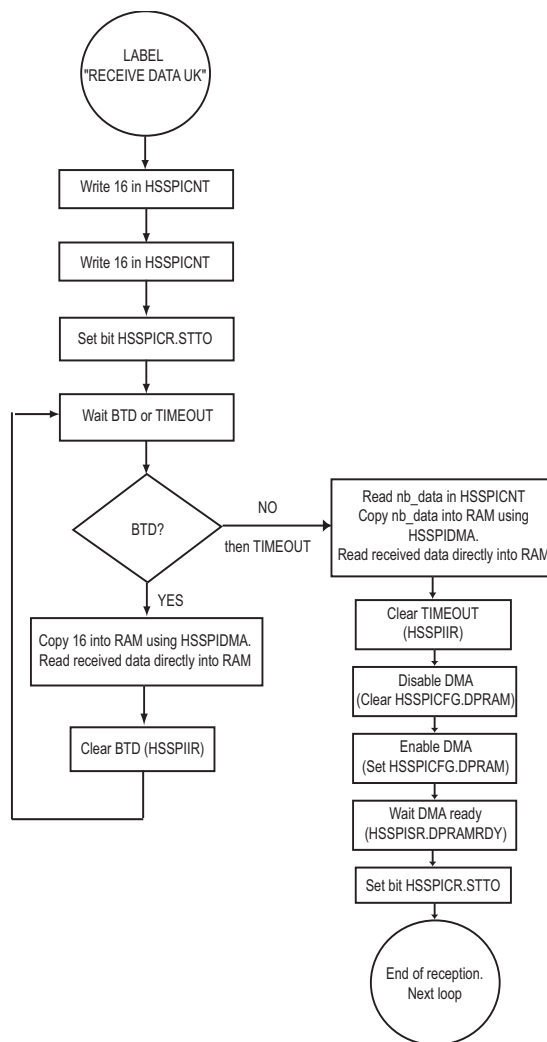 LABEL
"RECEIVE DATA UK"
Write 16 in HSSPICNT
Write 16 in HSSPICNT
Set bit HSSPICR.STTO
Wait BTD or TIMEOUT
BTD?
NO
then TIMEOUT
YES
Copy 16 into RAM using HSSPIDMA.
Read received data directly into RAM
Clear BTD (HSSPIIR)
Read nb_data in HSSPICNT
Copy nb_data into RAM using
HSSPIDMA.
Read received data directly into RAM
Clear TIMEOUT
(HSSPIIR)
Disable DMA
(Clear HSSPICFG.DPRAM)
Enable DMA
(Set HSSPICFG.DPRAM)
Wait DMA ready
(HSSPISR.DPRAMRDY)
Set bit HSSPICR.STTO
End of reception.
Next loop